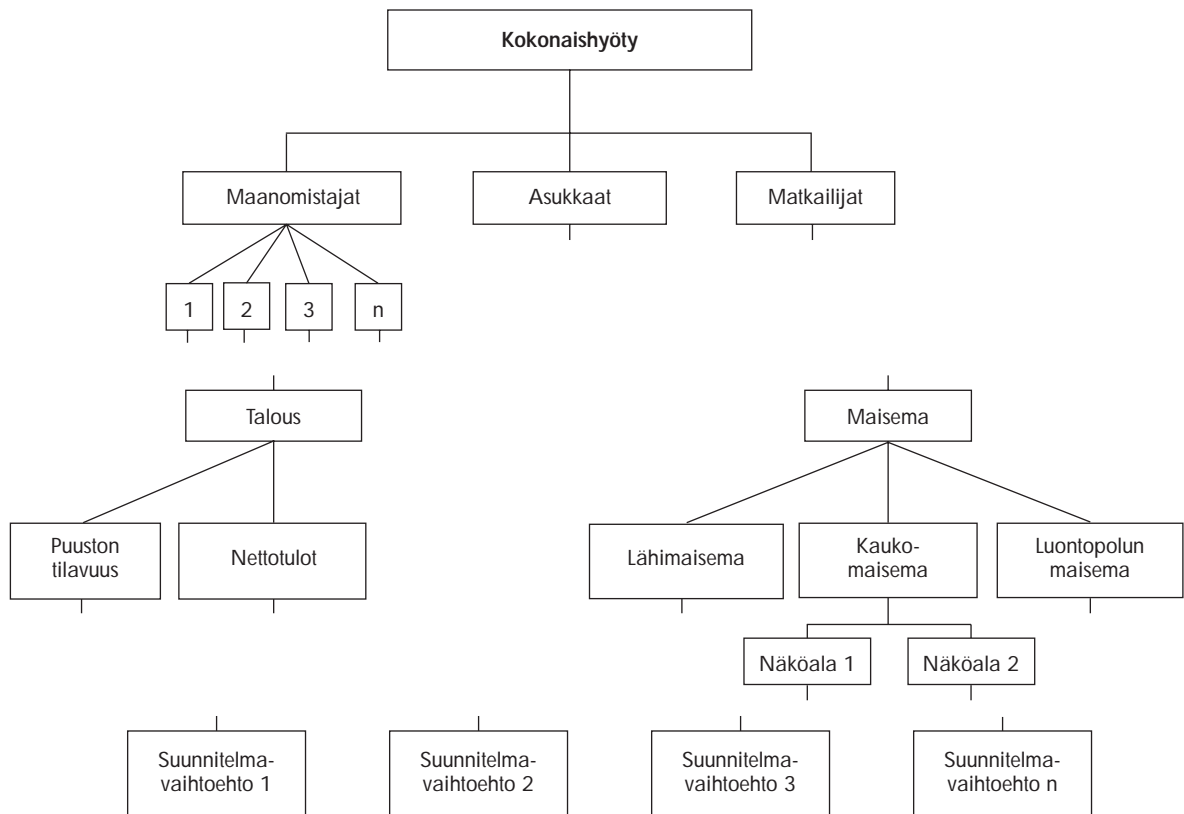 Kokonaishyöty
Maanomistajat
Asukkaat
Matkailijat
1
2
3
n
Talous
Maisema
Puuston
tilavuus
Nettotulot
Lähimaisema
Kauko-
maisema
Luontopolun
maisema
Näköala 1
Näköala 2
Suunnitelma-
vaihtoehto 1
Suunnitelma-
vaihtoehto 2
Suunnitelma-
vaihtoehto 3
Suunnitelma-
vaihtoehto n